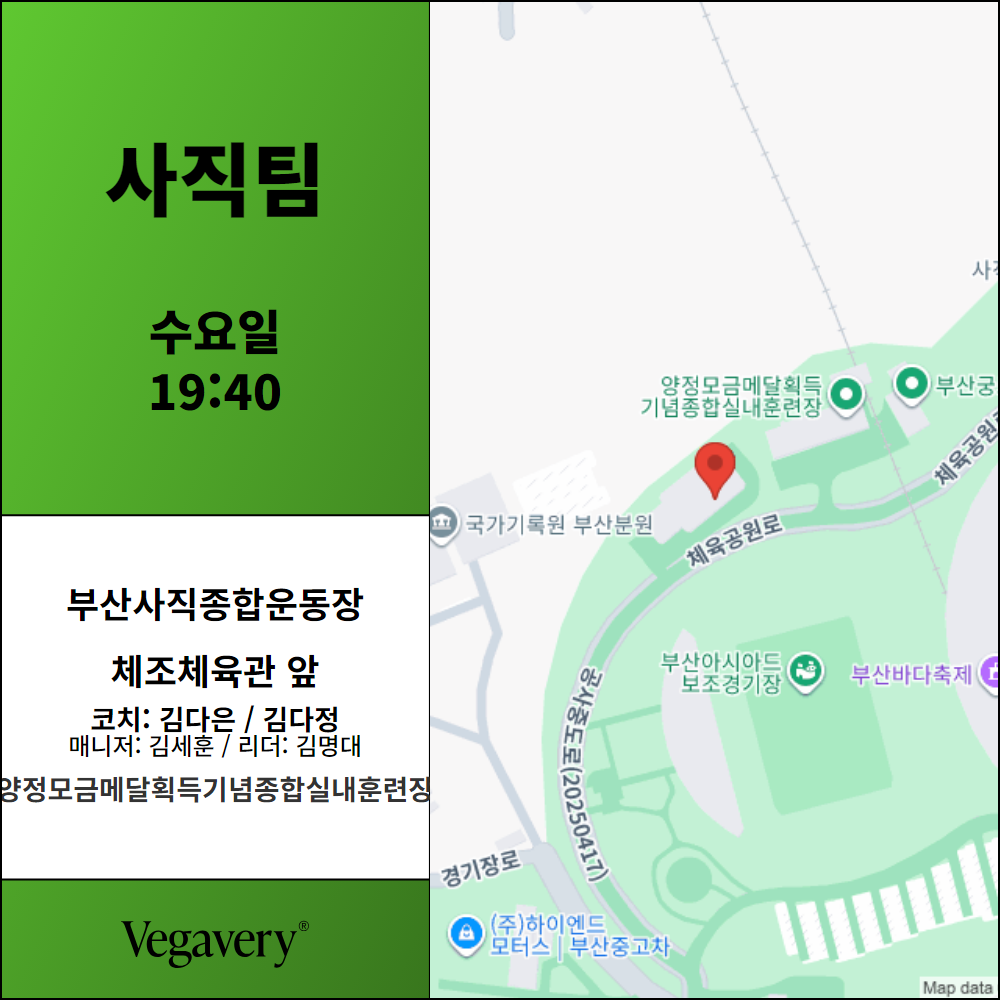 사직팀
수요일
19:40
부산사직종합운동장
체조체육관 앞
코치: 김다은 / 김다정
매니저: 김세훈 / 리더: 김명대
양정모금메달획득기념종합실내훈련장
Vegavery®
양정모금메달획득
기념종합실내훈련장
부산궁
체육공원로
국가기록원 부산분원
체육공원로
부산아시아드
보조경기장
부산바다축제
공사중도로(20250417)
경기장로
(주)하이엔드
모터스 | 부산중고차
Map data